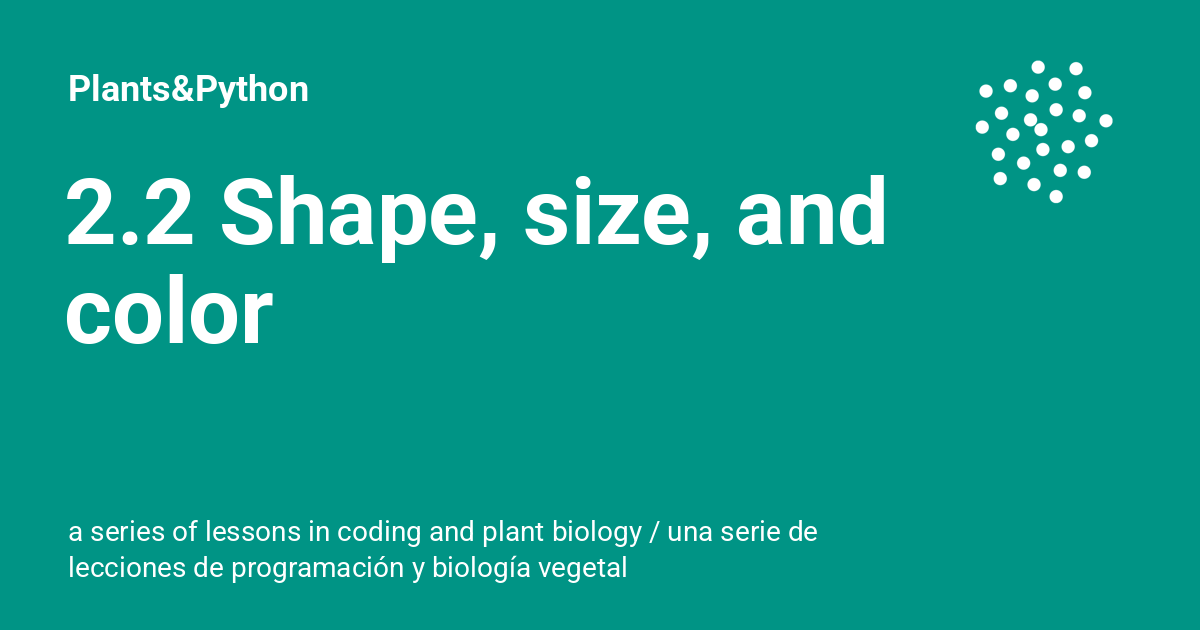 Plants&Python
2.2 Shape, size, and
color
a series of lessons in coding and plant biology / una serie de
lecciones de programación y biología vegetal